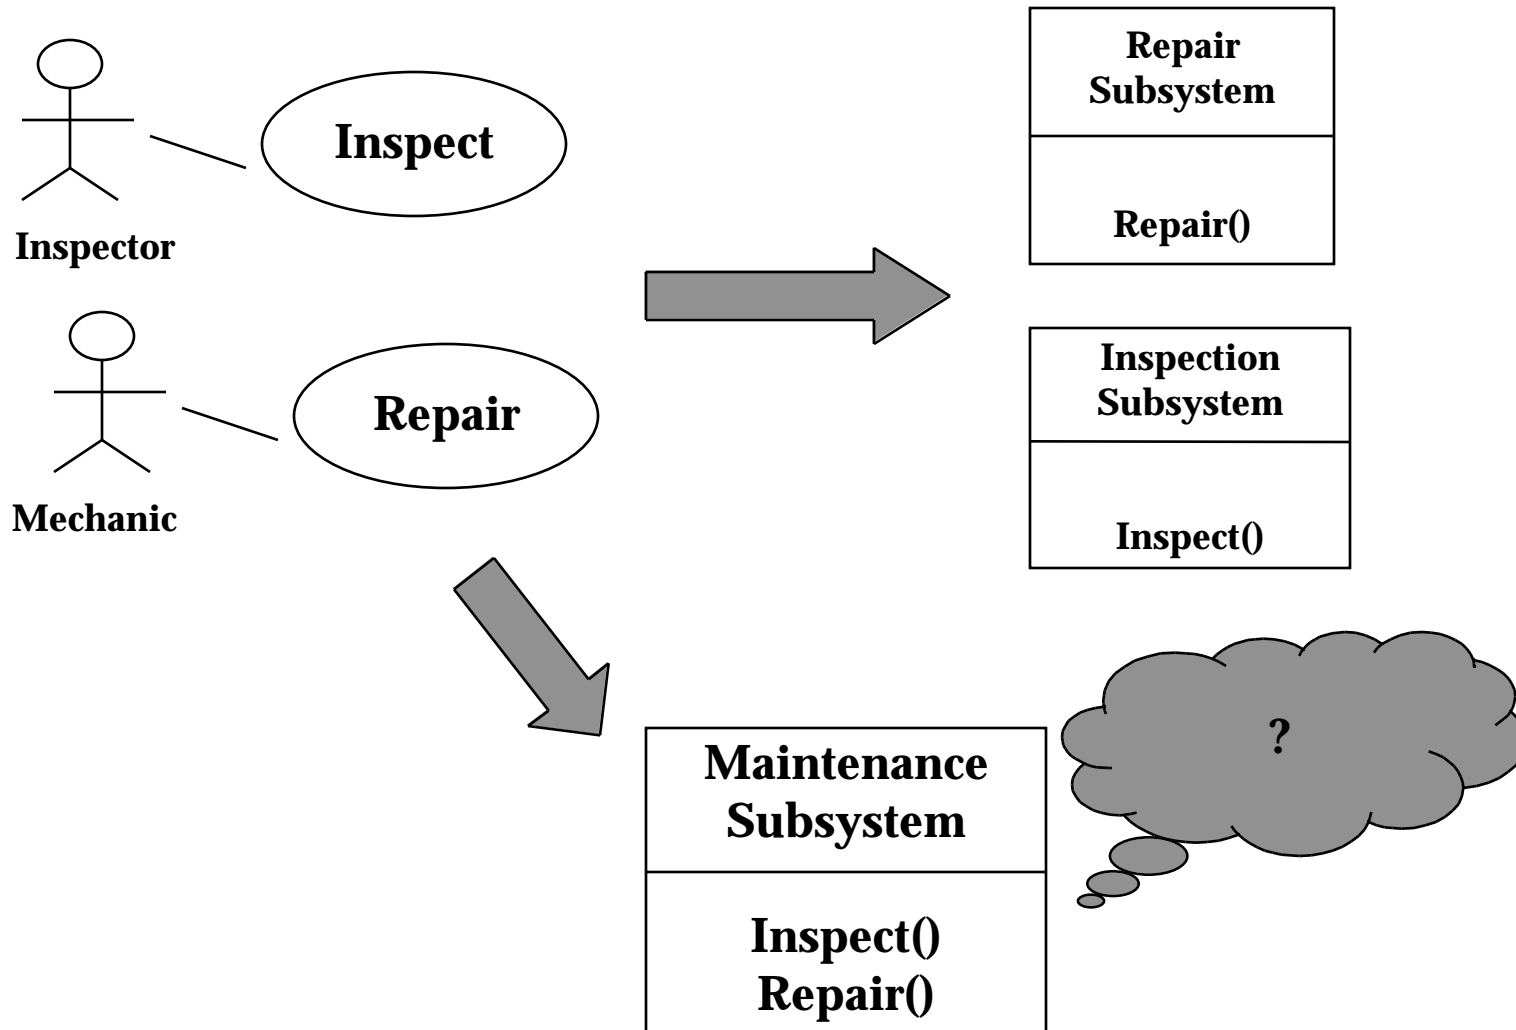 Inspect
Inspector
Repair
Mechanic
Repair
Subsystem
Repair()
Inspection
Subsystem
Inspect()
Maintenance
Subsystem
Inspect()
Repair()
?